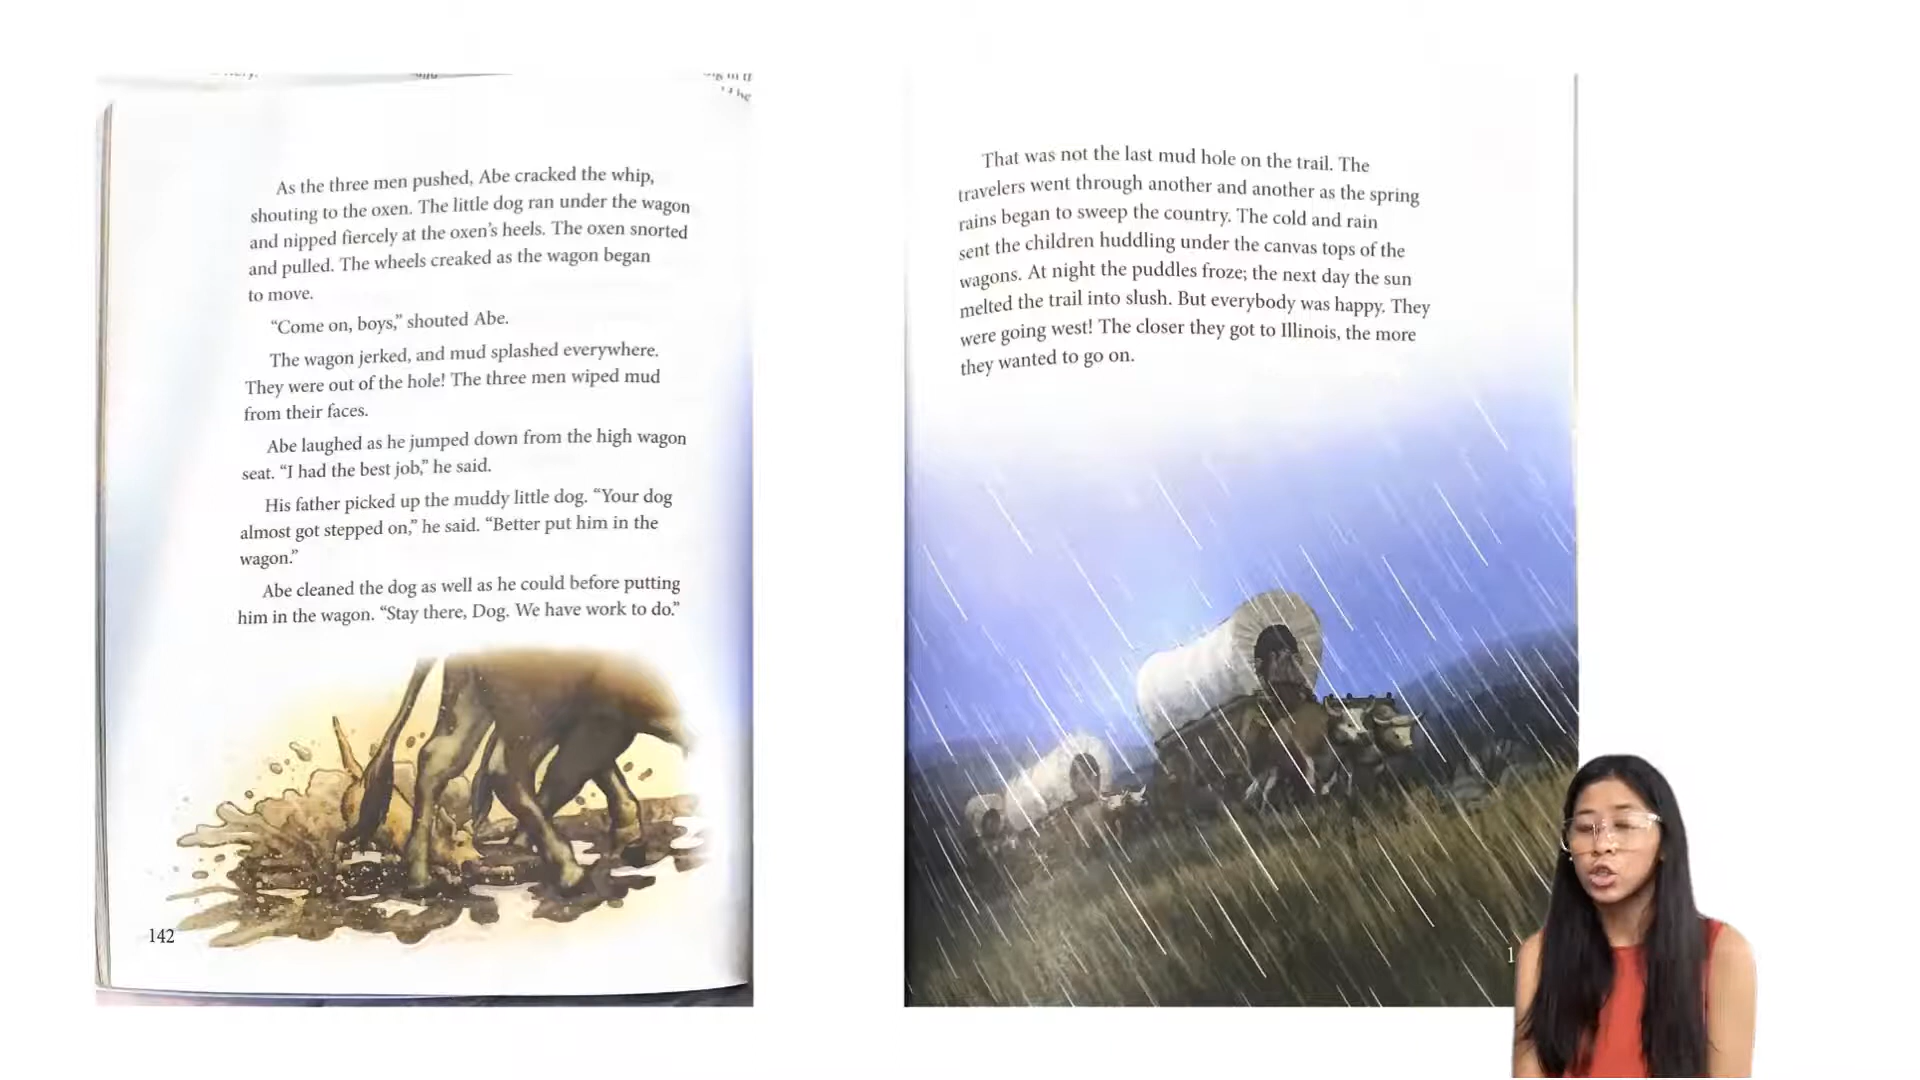 As the three men pushed, Abe cracked the whip,
shouting to the oxen. The little dog ran under the wagon
and nipped fiercely at the oxen's heels. The oxen snorted
and pulled. The wheels creaked as the wagon began
to move.
“Come on, boys,” shouted Abe.
The wagon jerked, and mud splashed everywhere.
They were out of the hole! The three men wiped mud
from their faces.
Abe laughed as he jumped down from the high wagon
seat. “I had the best job,” he said.
His father picked up the muddy little dog. “Your dog
almost got stepped on,” he said. “Better put him in the
wagon.”
Abe cleaned the dog as well as he could before putting
him in the wagon. “Stay there, Dog. We have work to do.”
142
That was not the last mud hole on the trail. The
travelers went through another and another as the spring
rains began to sweep the country. The cold and rain
sent the children huddling under the canvas tops of the
wagons. At night the puddles froze; the next day the sun
melted the trail into slush. But everybody was happy. They
were going west! The closer they got to Illinois, the more
they wanted to go on.